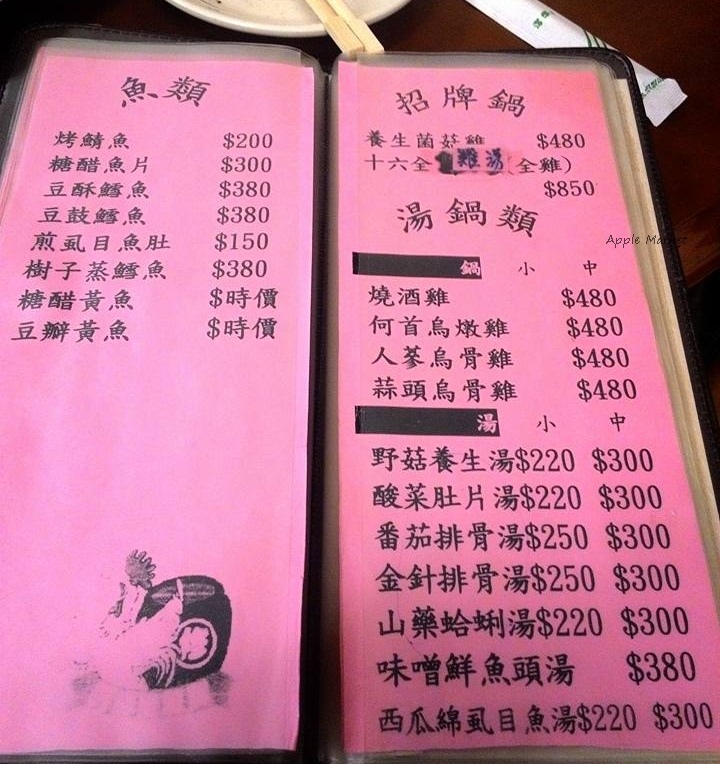 魚類
烤鯖魚 $200
糖醋魚片 $300
豆酥鱈魚 $380
豆鼓鱈魚 $380
煎虱目魚肚 $150
樹子蒸鱈魚 $380
糖醋黃魚 $時價
豆瓣黃魚 $時價
招牌鍋
養生菌菇雞 $480
十六全雞湯(全雞)
$850
湯鍋類
Apple Market
鍋 小 中
燒酒雞 $480
何首烏燉雞 $480
人蔘烏骨雞 $480
蒜頭烏骨雞 $480
湯 小 中
野菇養生湯$220 $300
酸菜肚片湯$220 $300
番茄排骨湯$250 $300
金針排骨湯$250 $300
山藥蛤蜊湯$220 $300
味噌鮮魚頭湯 $380
西瓜綿虱目魚湯$220 $300